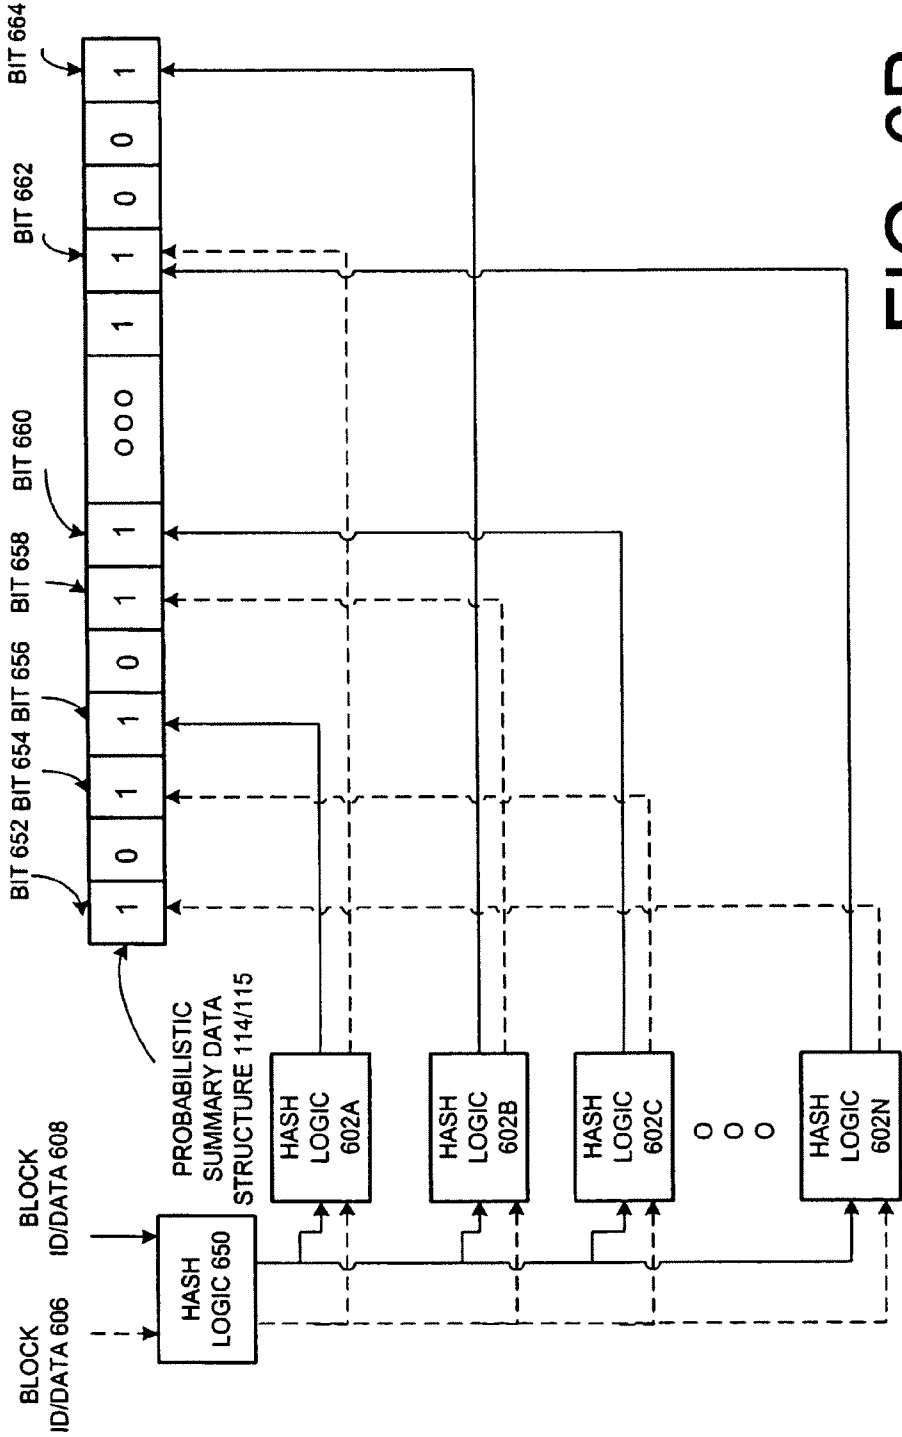 BLOCK
ID/DATA 606
BLOCK
ID/DATA 608
BIT 652
BIT 654
BIT 656
BIT 658
BIT 660
BIT 662
BIT 664
1 0 1 1 0 1 1 OOO 1 1 0 0 1
PROBABILISTIC
SUMMARY DATA
STRUCTURE 114/115
HASH
LOGIC 650
HASH
LOGIC
602A
HASH
LOGIC
602B
HASH
LOGIC
602C
O O O
HASH
LOGIC
602N